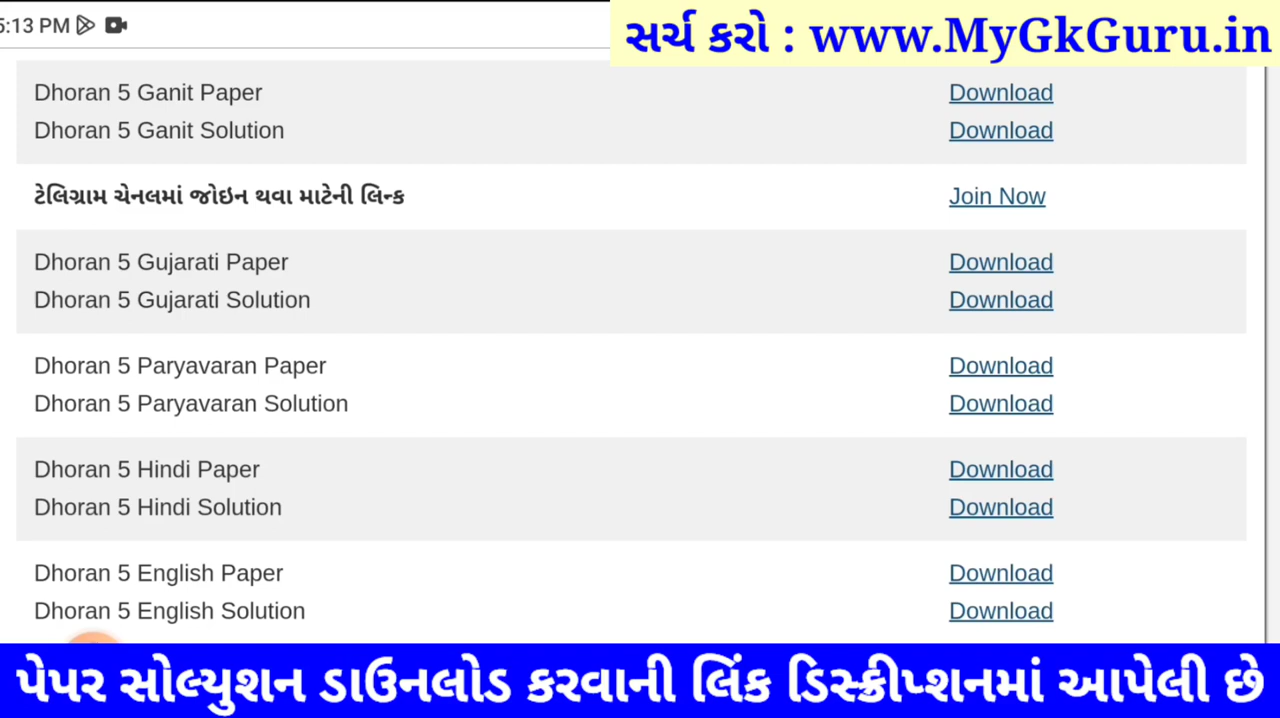 5:13 PM
સર્ચ કરો : www.MyGkGuru.in
Dhoran 5 Ganit Paper Download
Dhoran 5 Ganit Solution Download
ટેલિગ્રામ ચેનલમાં જોઇન થવા માટેની લિન્ક Join Now
Dhoran 5 Gujarati Paper Download
Dhoran 5 Gujarati Solution Download
Dhoran 5 Paryavaran Paper Download
Dhoran 5 Paryavaran Solution Download
Dhoran 5 Hindi Paper Download
Dhoran 5 Hindi Solution Download
Dhoran 5 English Paper Download
Dhoran 5 English Solution Download
પેપર સોલ્યુશન ડાઉનલોડ કરવાની લિંક ડિસ્ક્રીપ્શનમાં આપેલી છે